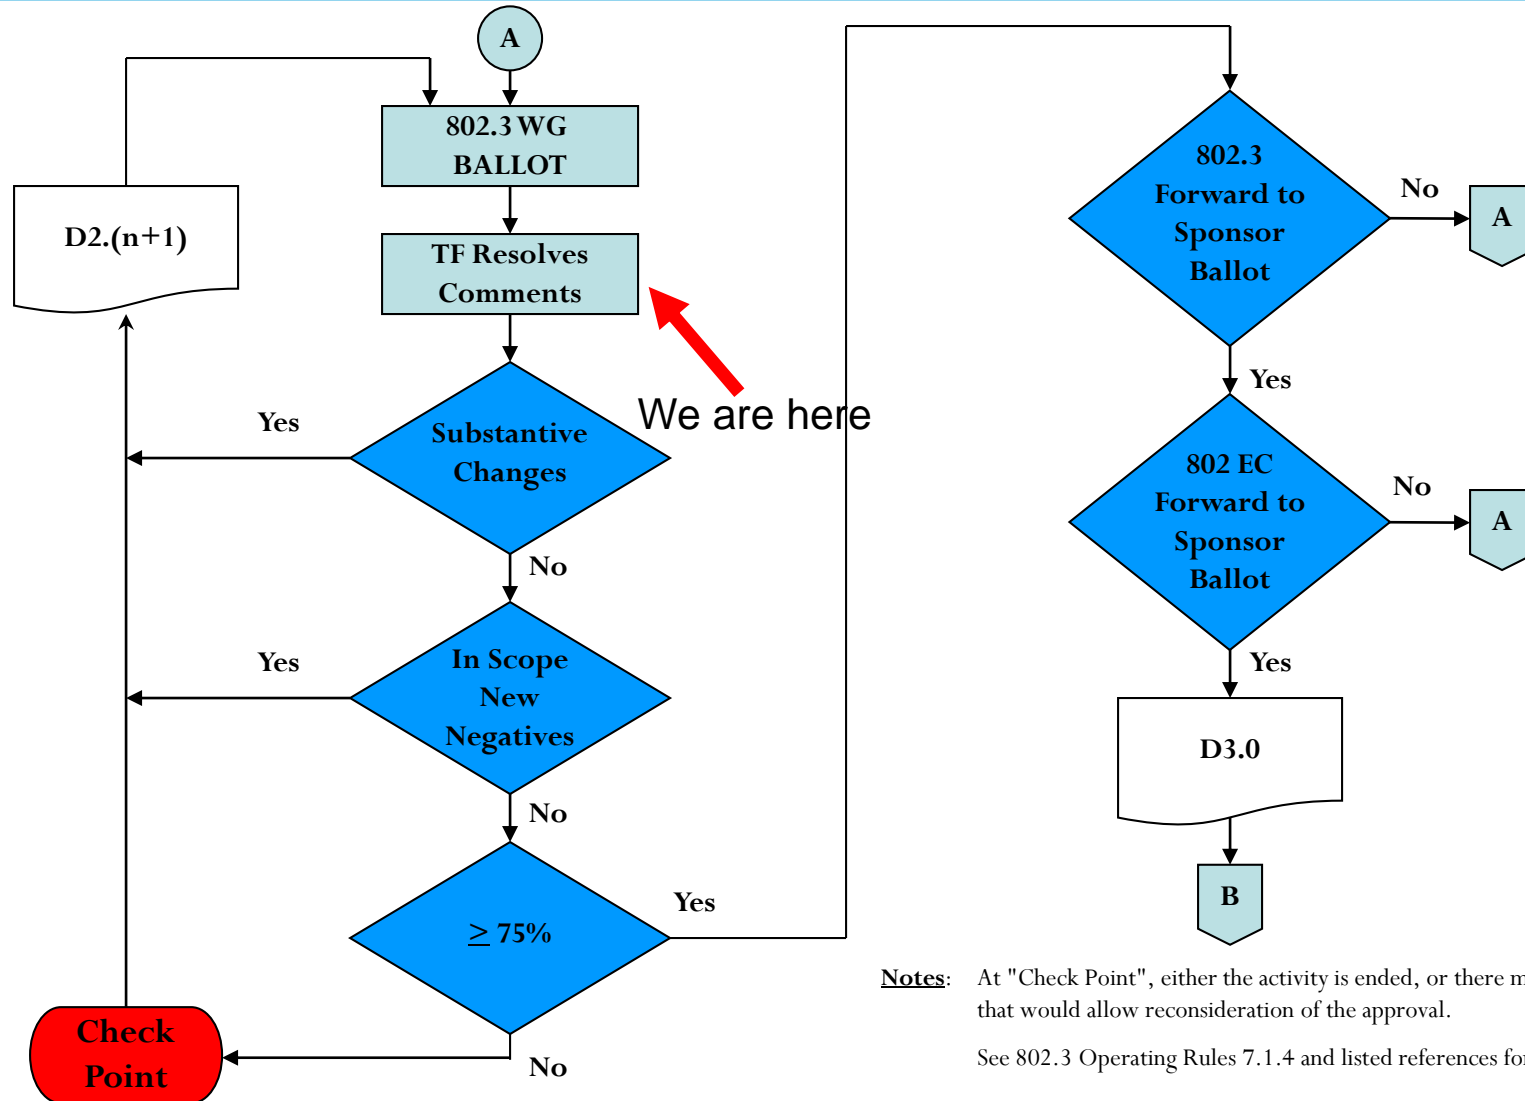 A
802.3 WG
BALLOT
D2.(n+1)
TF Resolves
Comments
We are here
Substantive
Changes
Yes
No
In Scope
New
Negatives
Yes
No
≥ 75%
Yes
No
Check
Point
802.3
Forward to
Sponsor
Ballot
No
A
Yes
802 EC
Forward to
Sponsor
Ballot
No
A
Yes
D3.0
B
Notes: At "Check Point", either the activity is ended, or there
that would allow reconsideration of the approval.
See 802.3 Operating Rules 7.1.4 and listed references for